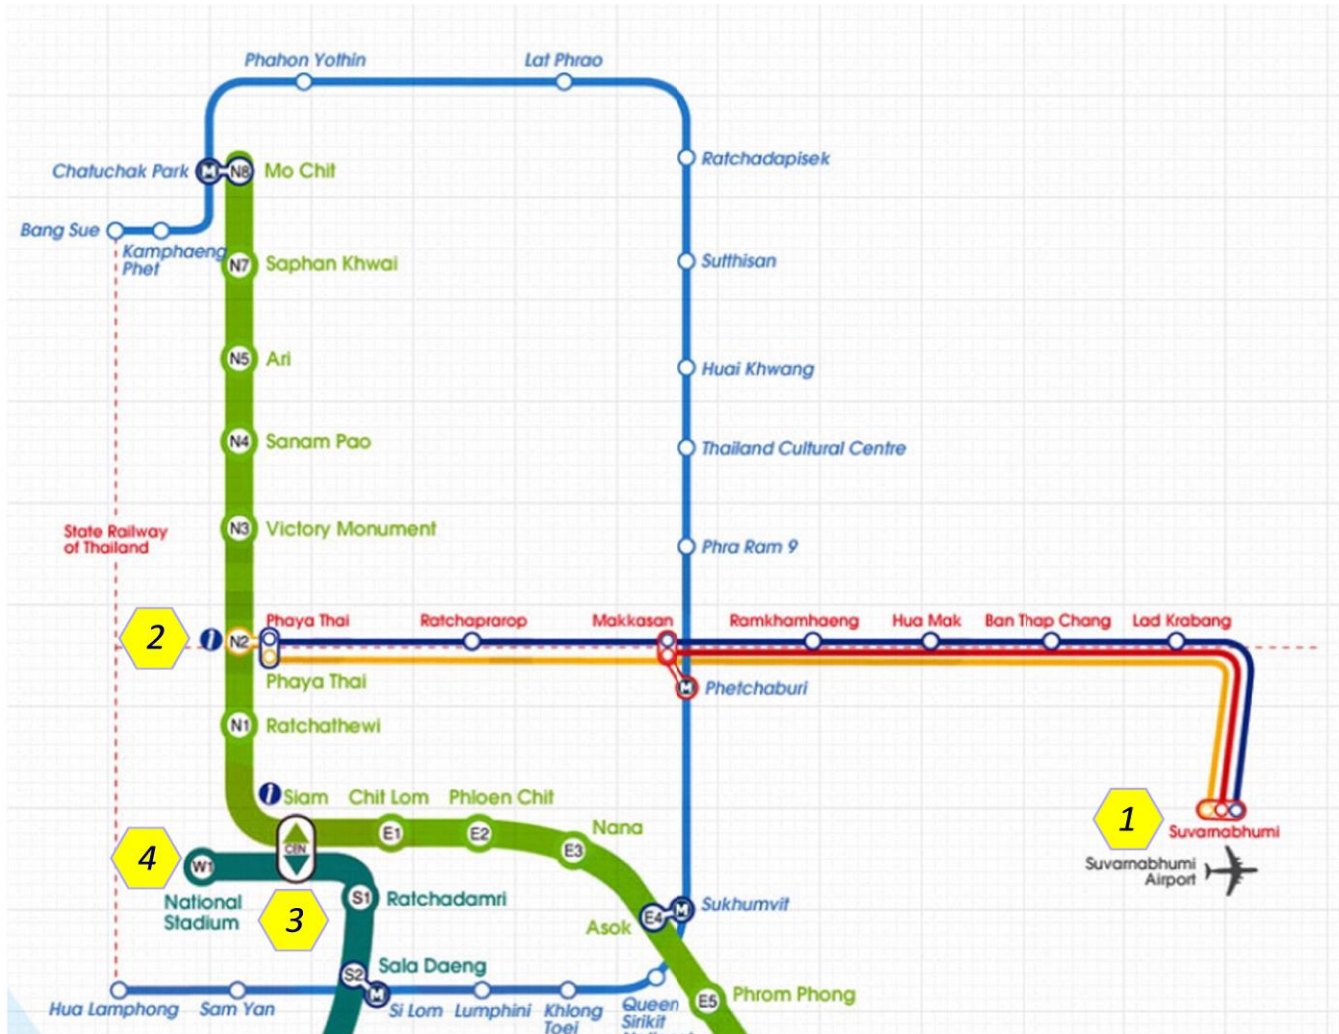 Phahon Yothin
Lat Phrao
Chatuchak Park
M
N8
Mo Chit
Ratchadapisek
Bang Sue
Kamphaeng
Phet
N7
Saphan Khwai
Sutthisan
N5
Ari
Huai Khwang
N4
Sanam Pao
Thailand Cultural Centre
State Railway
of Thailand
N3
Victory Monument
Phra Ram 9
2
i
N2
Phaya Thai
Ratchaprarop
Makkasan
Ramkhamhaeng
Hua Mak
Ban Thap Chang
Lad Krabang
Phaya Thai
M
Phetchaburi
N1
Ratchathewi
i
Siam
Chit Lom
Phloen Chit
CEN
E1
E2
E3
Nana
1
Suvarnabhumi
Suvarnabhumi
Airport
4
W1
National
Stadium
3
S1
Ratchadamri
Asok
E4
M
Sukhumvit
S2
Sala Daeng
M
Hua Lamphong
Sam Yan
Si Lom
Lumphini
Khlong
Toei
Queen
Sirikit
E5
Phrom Phong